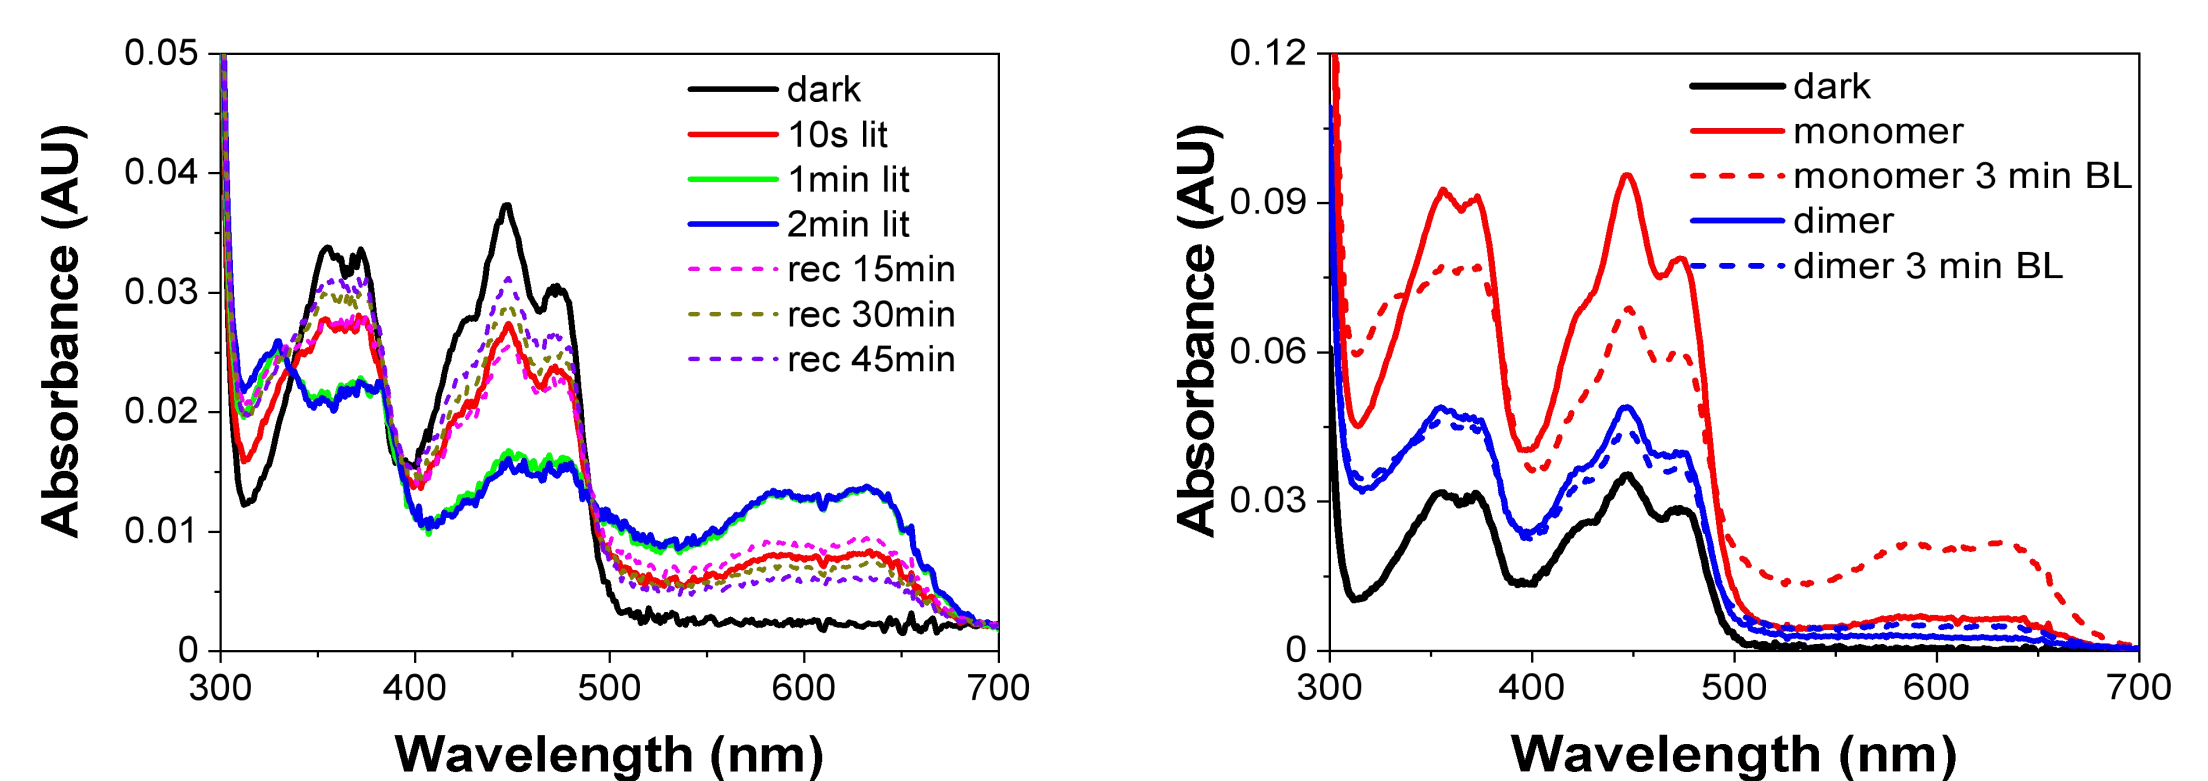 Absorbance (AU)
0.05
0.04
0.03
0.02
0.01
0
300
400
500
600
700
Wavelength (nm)
dark
10s lit
1min lit
2min lit
rec 15min
rec 30min
rec 45min
Absorbance (AU)
0.12
0.09
0.06
0.03
0
300
400
500
600
700
Wavelength (nm)
dark
monomer
monomer 3 min BL
dimer
dimer 3 min BL